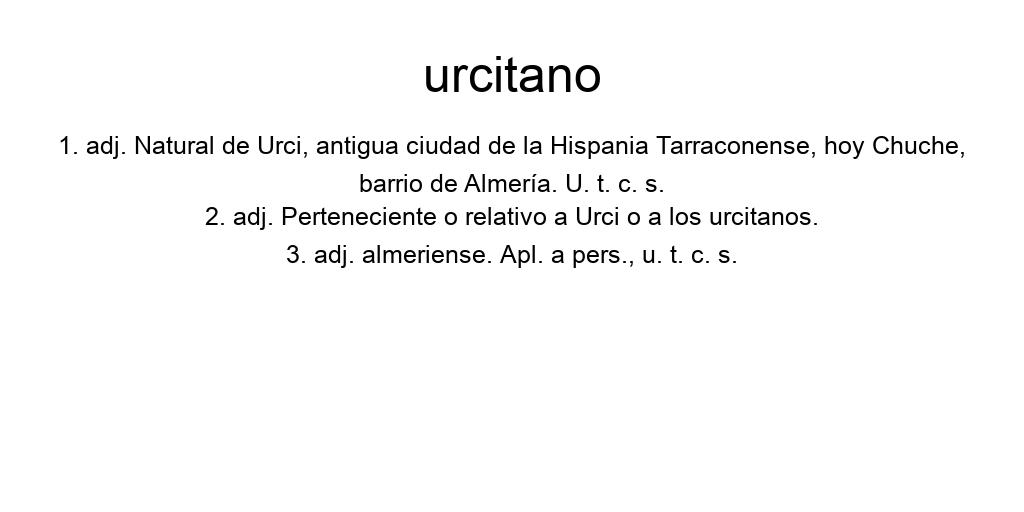 urcitano
1. adj. Natural de Urci, antigua ciudad de la Hispania Tarraconense, hoy Chuche,
barrio de Almería. U. t. c. s.
2. adj. Perteneciente o relativo a Urci o a los urcitanos.
3. adj. almeriense. Apl. a pers., u. t. c. s.